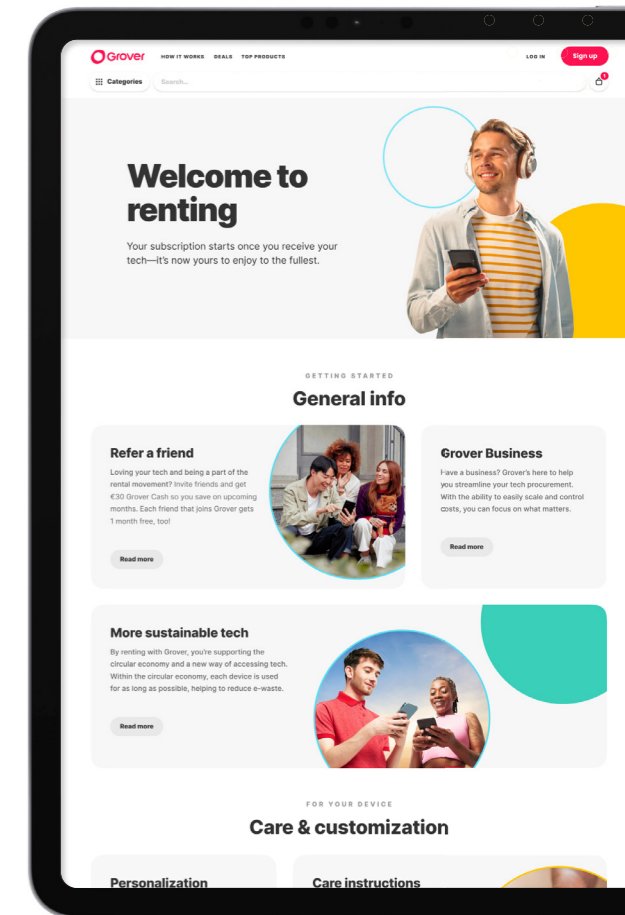 Grover
HOW IT WORKS DEALS TOP PRODUCTS
LOG IN
Sign up
Categories
Search...
1
Welcome to
renting
Your subscription starts once you receive your
tech—it's now yours to enjoy to the fullest.
GETTING STARTED
General info
Refer a friend
Loving your tech and being a part of the
rental movement? Invite friends and get
€30 Grover Cash so you save on upcoming
months. Each friend that joins Grover gets
1 month free, too!
Read more
Grover Business
Have a business? Grover's here to help
you streamline your tech procurement.
With the ability to easily scale and control
costs, you can focus on what matters.
Read more
More sustainable tech
By renting with Grover, you're supporting the
circular economy and a new way of accessing tech.
Within the circular economy, each device is used
for as long as possible, helping to reduce e-waste.
Read more
FOR YOUR DEVICE
Care & customization
Personalization
Care instructions